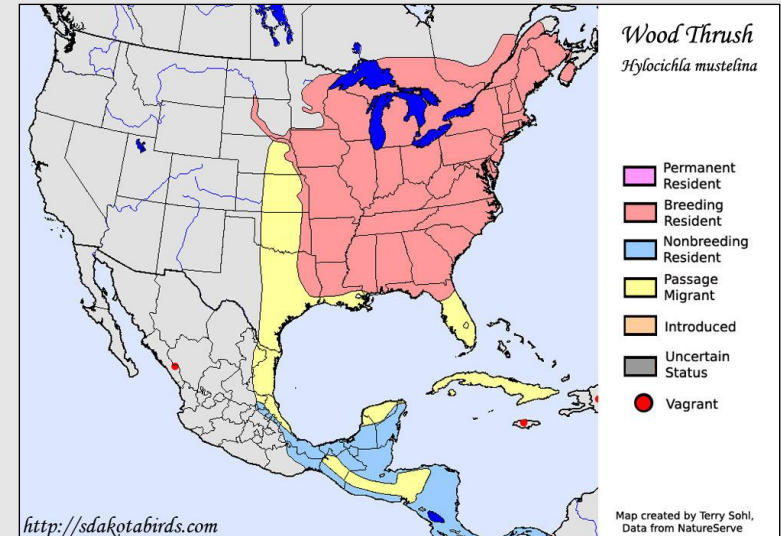 Wood Thrush
Hylocichla mustelina
Permanent
Resident
Breeding
Resident
Nonbreeding
Resident
Passage
Migrant
Introduced
Uncertain
Status
Vagrant
Map created by Terry Sohl,
Data from NatureServe
http://sdakotabirds.com